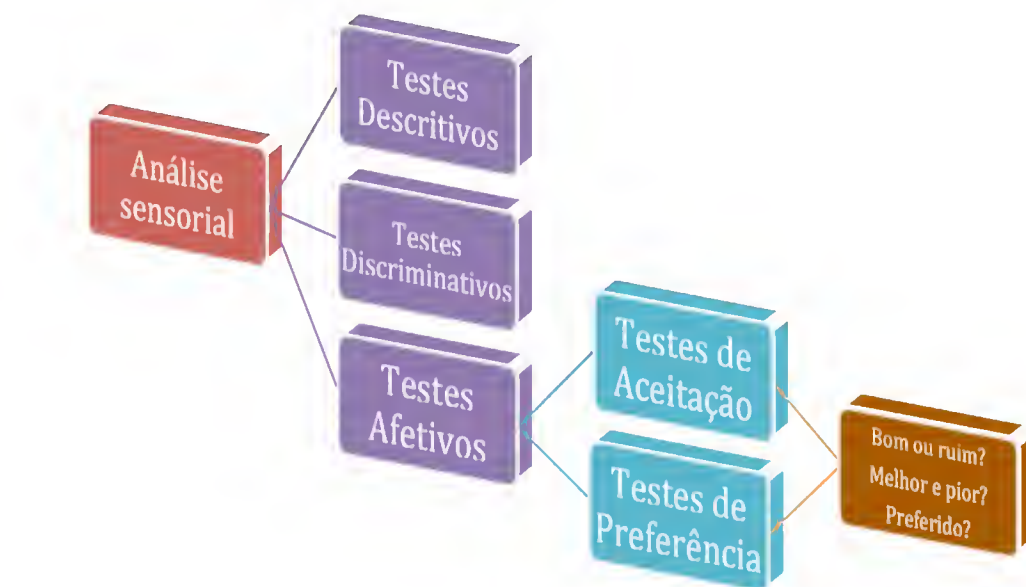 Análise
sensorial
Testes
Descritivos
Testes
Discriminativos
Testes
Afetivos
Testes de
Aceitação
Testes de
Preferência
Bom ou ruim?
Melhor e pior?
Preferido?